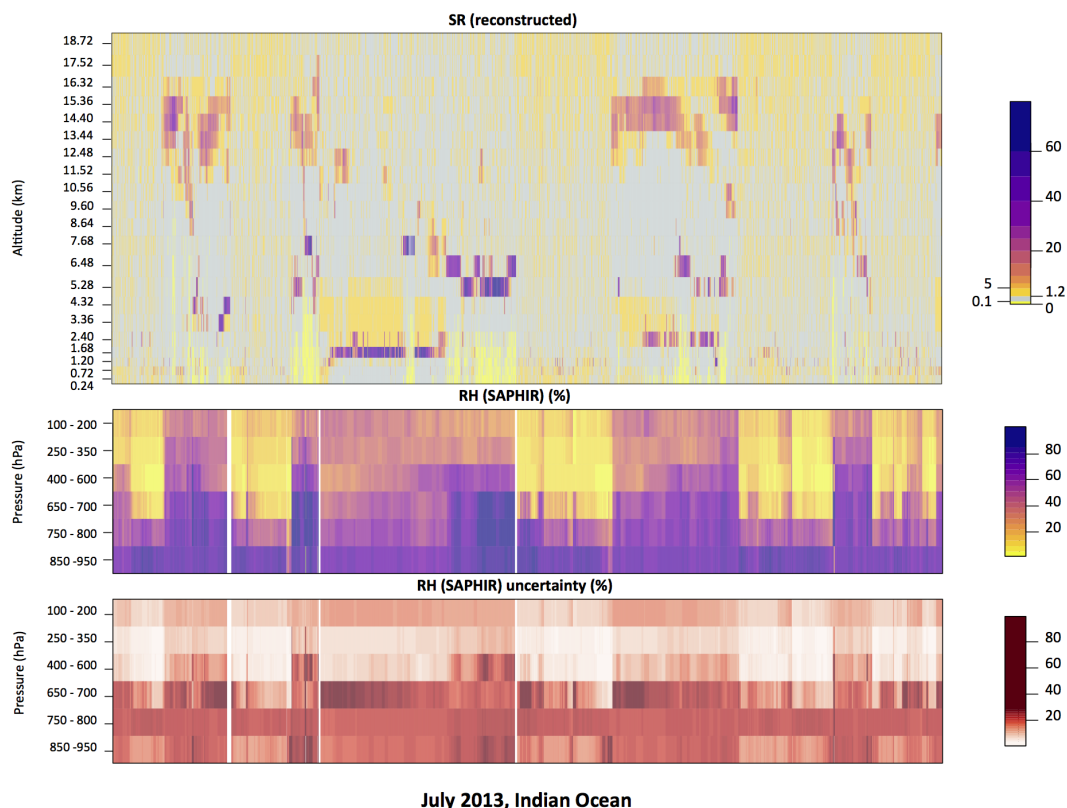 SR (reconstructed)
Altitude (km)
18.72
17.52
16.32
15.36
14.40
13.44
12.48
11.52
10.56
9.60
8.64
7.68
6.48
5.28
4.32
3.36
2.40
1.68
1.20
0.72
0.24
60
40
20
5
1.2
0.1
0
RH (SAPHIR) (%)
Pressure (hPa)
100 - 200
250 - 350
400 - 600
650 - 700
750 - 800
850 -950
80
60
40
20
RH (SAPHIR) uncertainty (%)
Pressure (hPa)
100 - 200
250 - 350
400 - 600
650 - 700
750 - 800
850 -950
80
60
40
20
July 2013, Indian Ocean